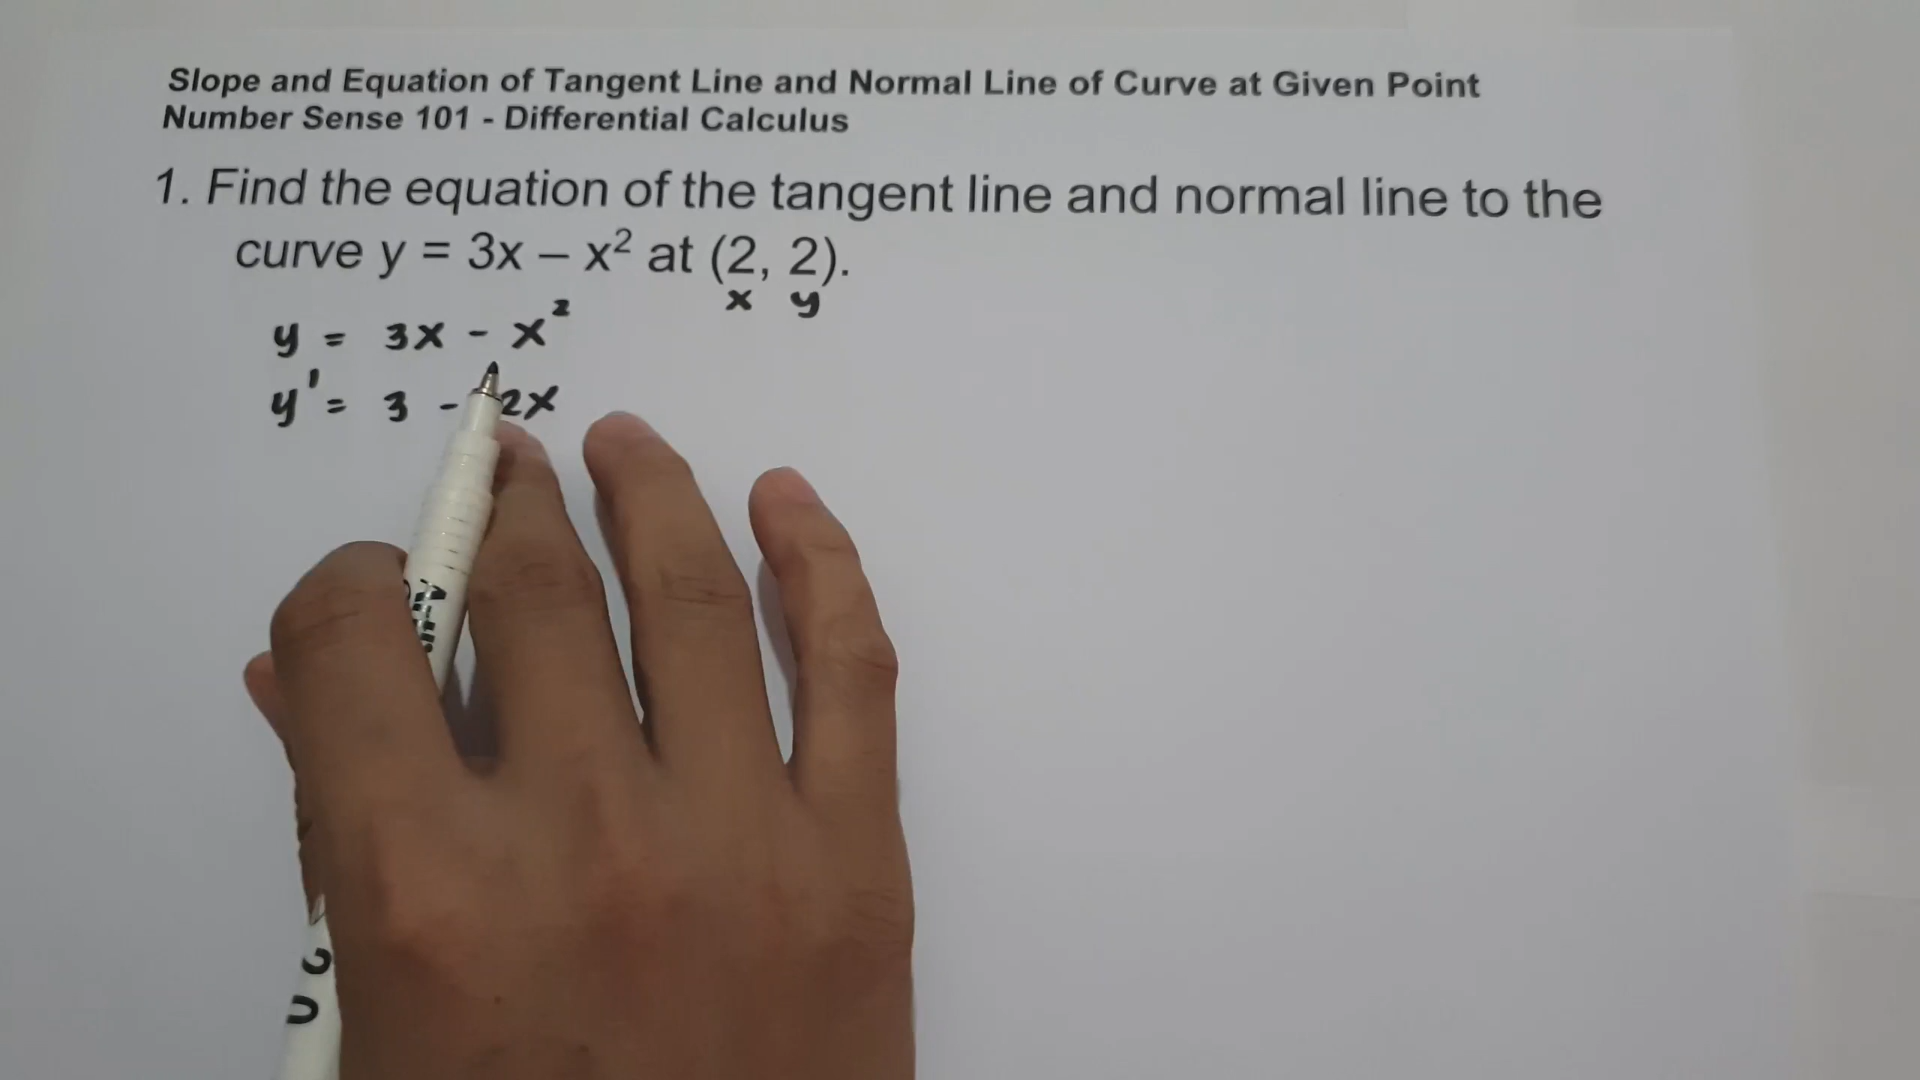 Slope and Equation of Tangent Line and Normal Line of Curve at Given Point
Number Sense 101 - Differential Calculus
1. Find the equation of the tangent line and normal line to the
curve y = 3x – x² at (2, 2).
x y
y = 3x - x²
y' = 3 - 2x